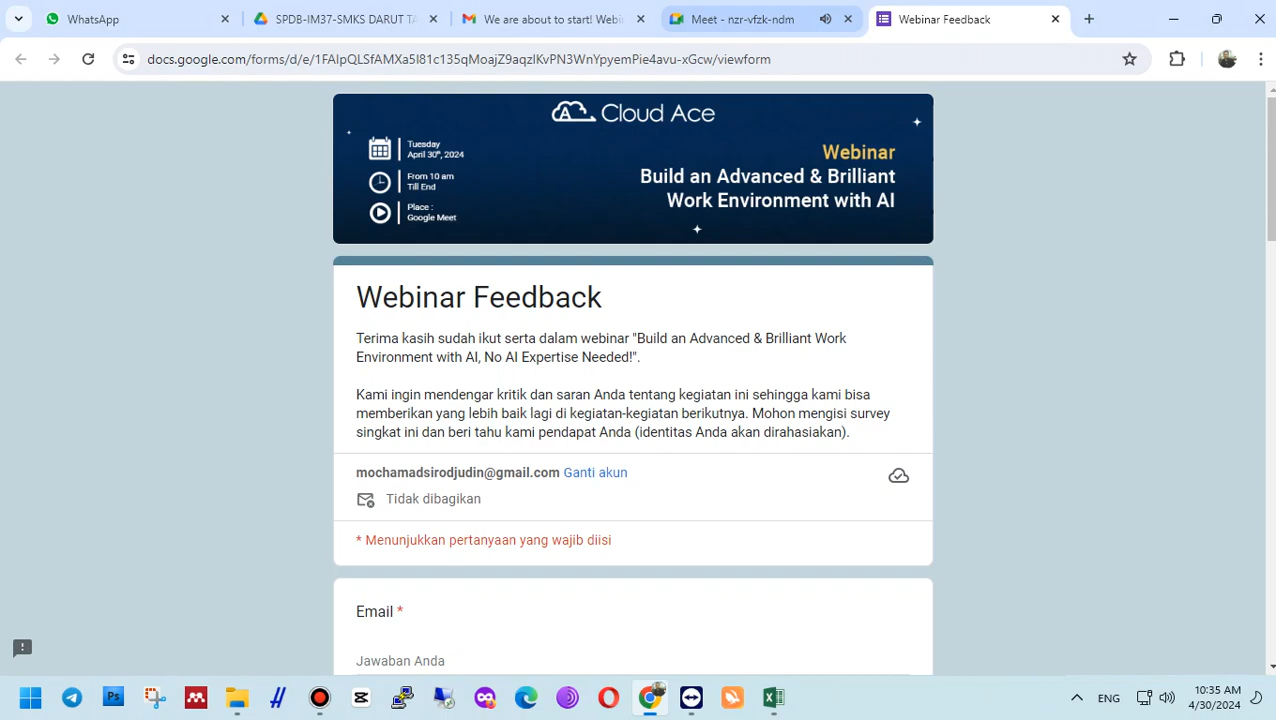 WhatsApp
SPDB-IM37-SMKS DARUT TA
We are about to start! Webi
Meet - nzr-vfzk-ndm
Webinar Feedback
docs.google.com/forms/d/e/1FAIpQLSfAMXa5I81c135qMoajZ9aqzIKvPN3WnYpyemPie4avu-xGcw/viewform
Cloud Ace
Tuesday
April 30th, 2024
From 10 am
Till End
Place :
Google Meet
Webinar
Build an Advanced & Brilliant
Work Environment with AI
Webinar Feedback
Terima kasih sudah ikut serta dalam webinar "Build an Advanced & Brilliant Work
Environment with AI, No AI Expertise Needed!".
Kami ingin mendengar kritik dan saran Anda tentang kegiatan ini sehingga kami bisa
memberikan yang lebih baik lagi di kegiatan-kegiatan berikutnya. Mohon mengisi survey
singkat ini dan beri tahu kami pendapat Anda (identitas Anda akan dirahasiakan).
mochamadsirodjudin@gmail.com Ganti akun
Tidak dibagikan
* Menunjukkan pertanyaan yang wajib diisi
Email *
Jawaban Anda
Ps
ENG
10:35 AM
4/30/2024